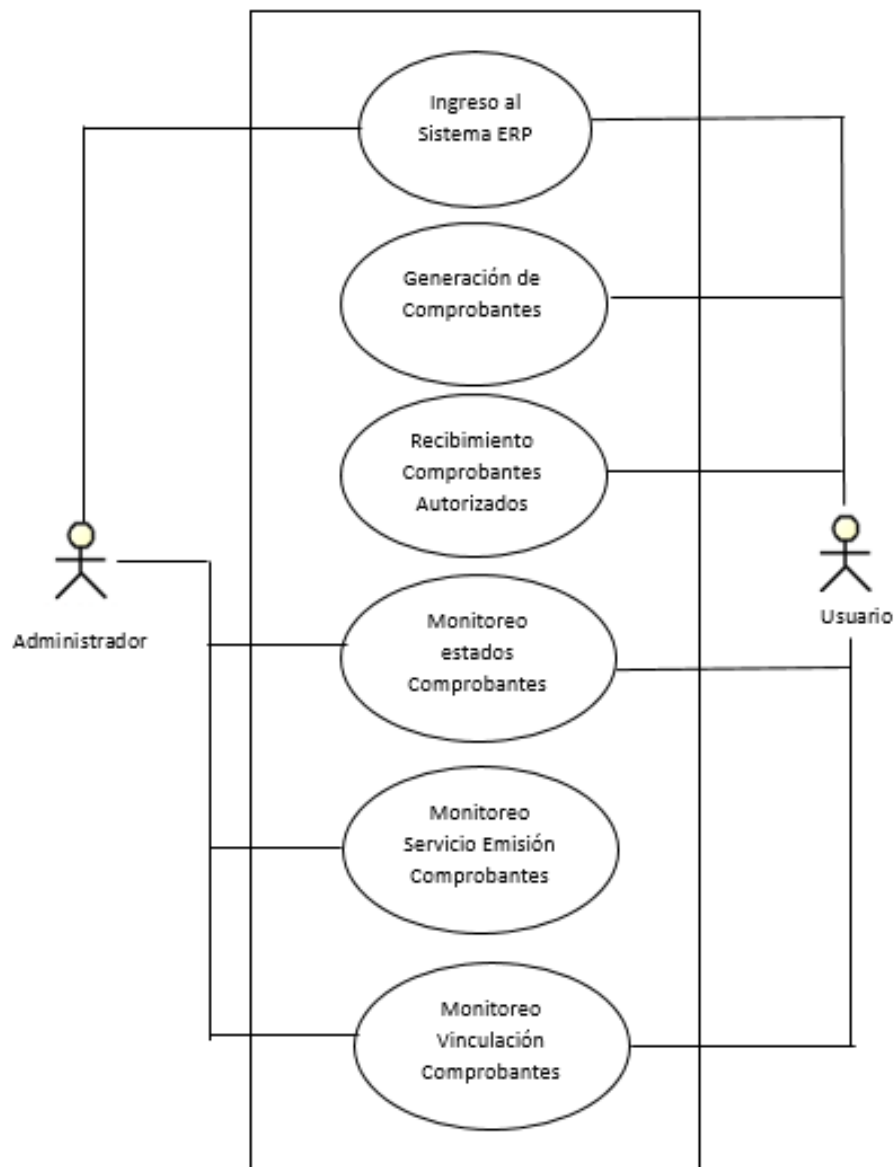 Ingreso al
Sistema ERP
Generación de
Comprobantes
Recibimiento
Comprobantes
Autorizados
Administrador
Usuario
Monitoreo
estados
Comprobantes
Monitoreo
Servicio Emisión
Comprobantes
Monitoreo
Vinculación
Comprobantes